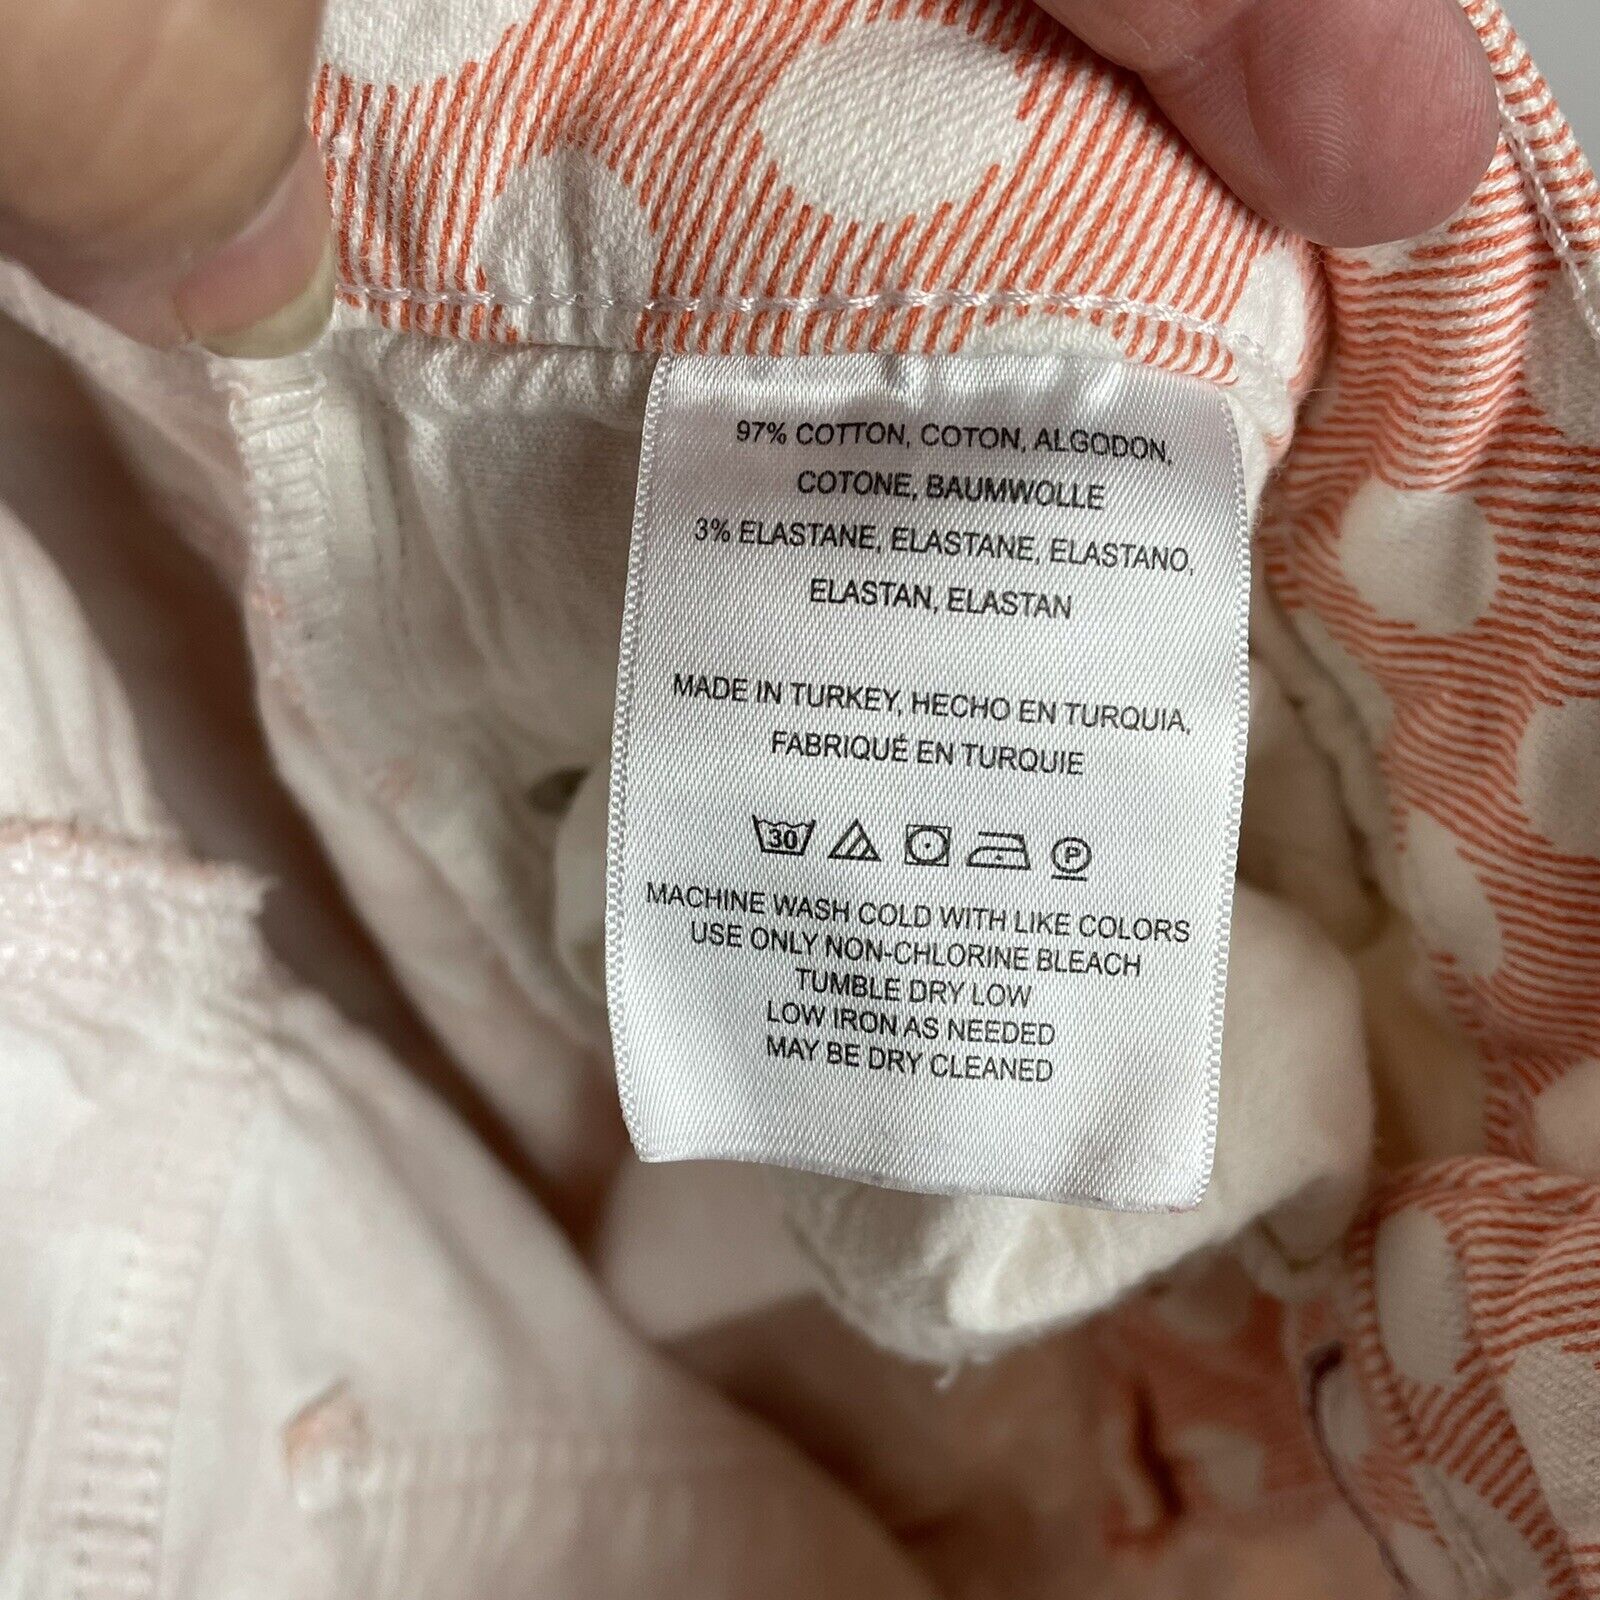 97% COTTON, COTON, ALGODON,
COTONE, BAUMWOLLE
3% ELASTANE, ELASTANE, ELASTANO,
ELASTAN, ELASTAN
MADE IN TURKEY, HECHO EN TURQUIA,
FABRIQUÉ EN TURQUIE
30 P
MACHINE WASH COLD WITH LIKE COLORS
USE ONLY NON-CHLORINE BLEACH
TUMBLE DRY LOW
LOW IRON AS NEEDED
MAY BE DRY CLEANED